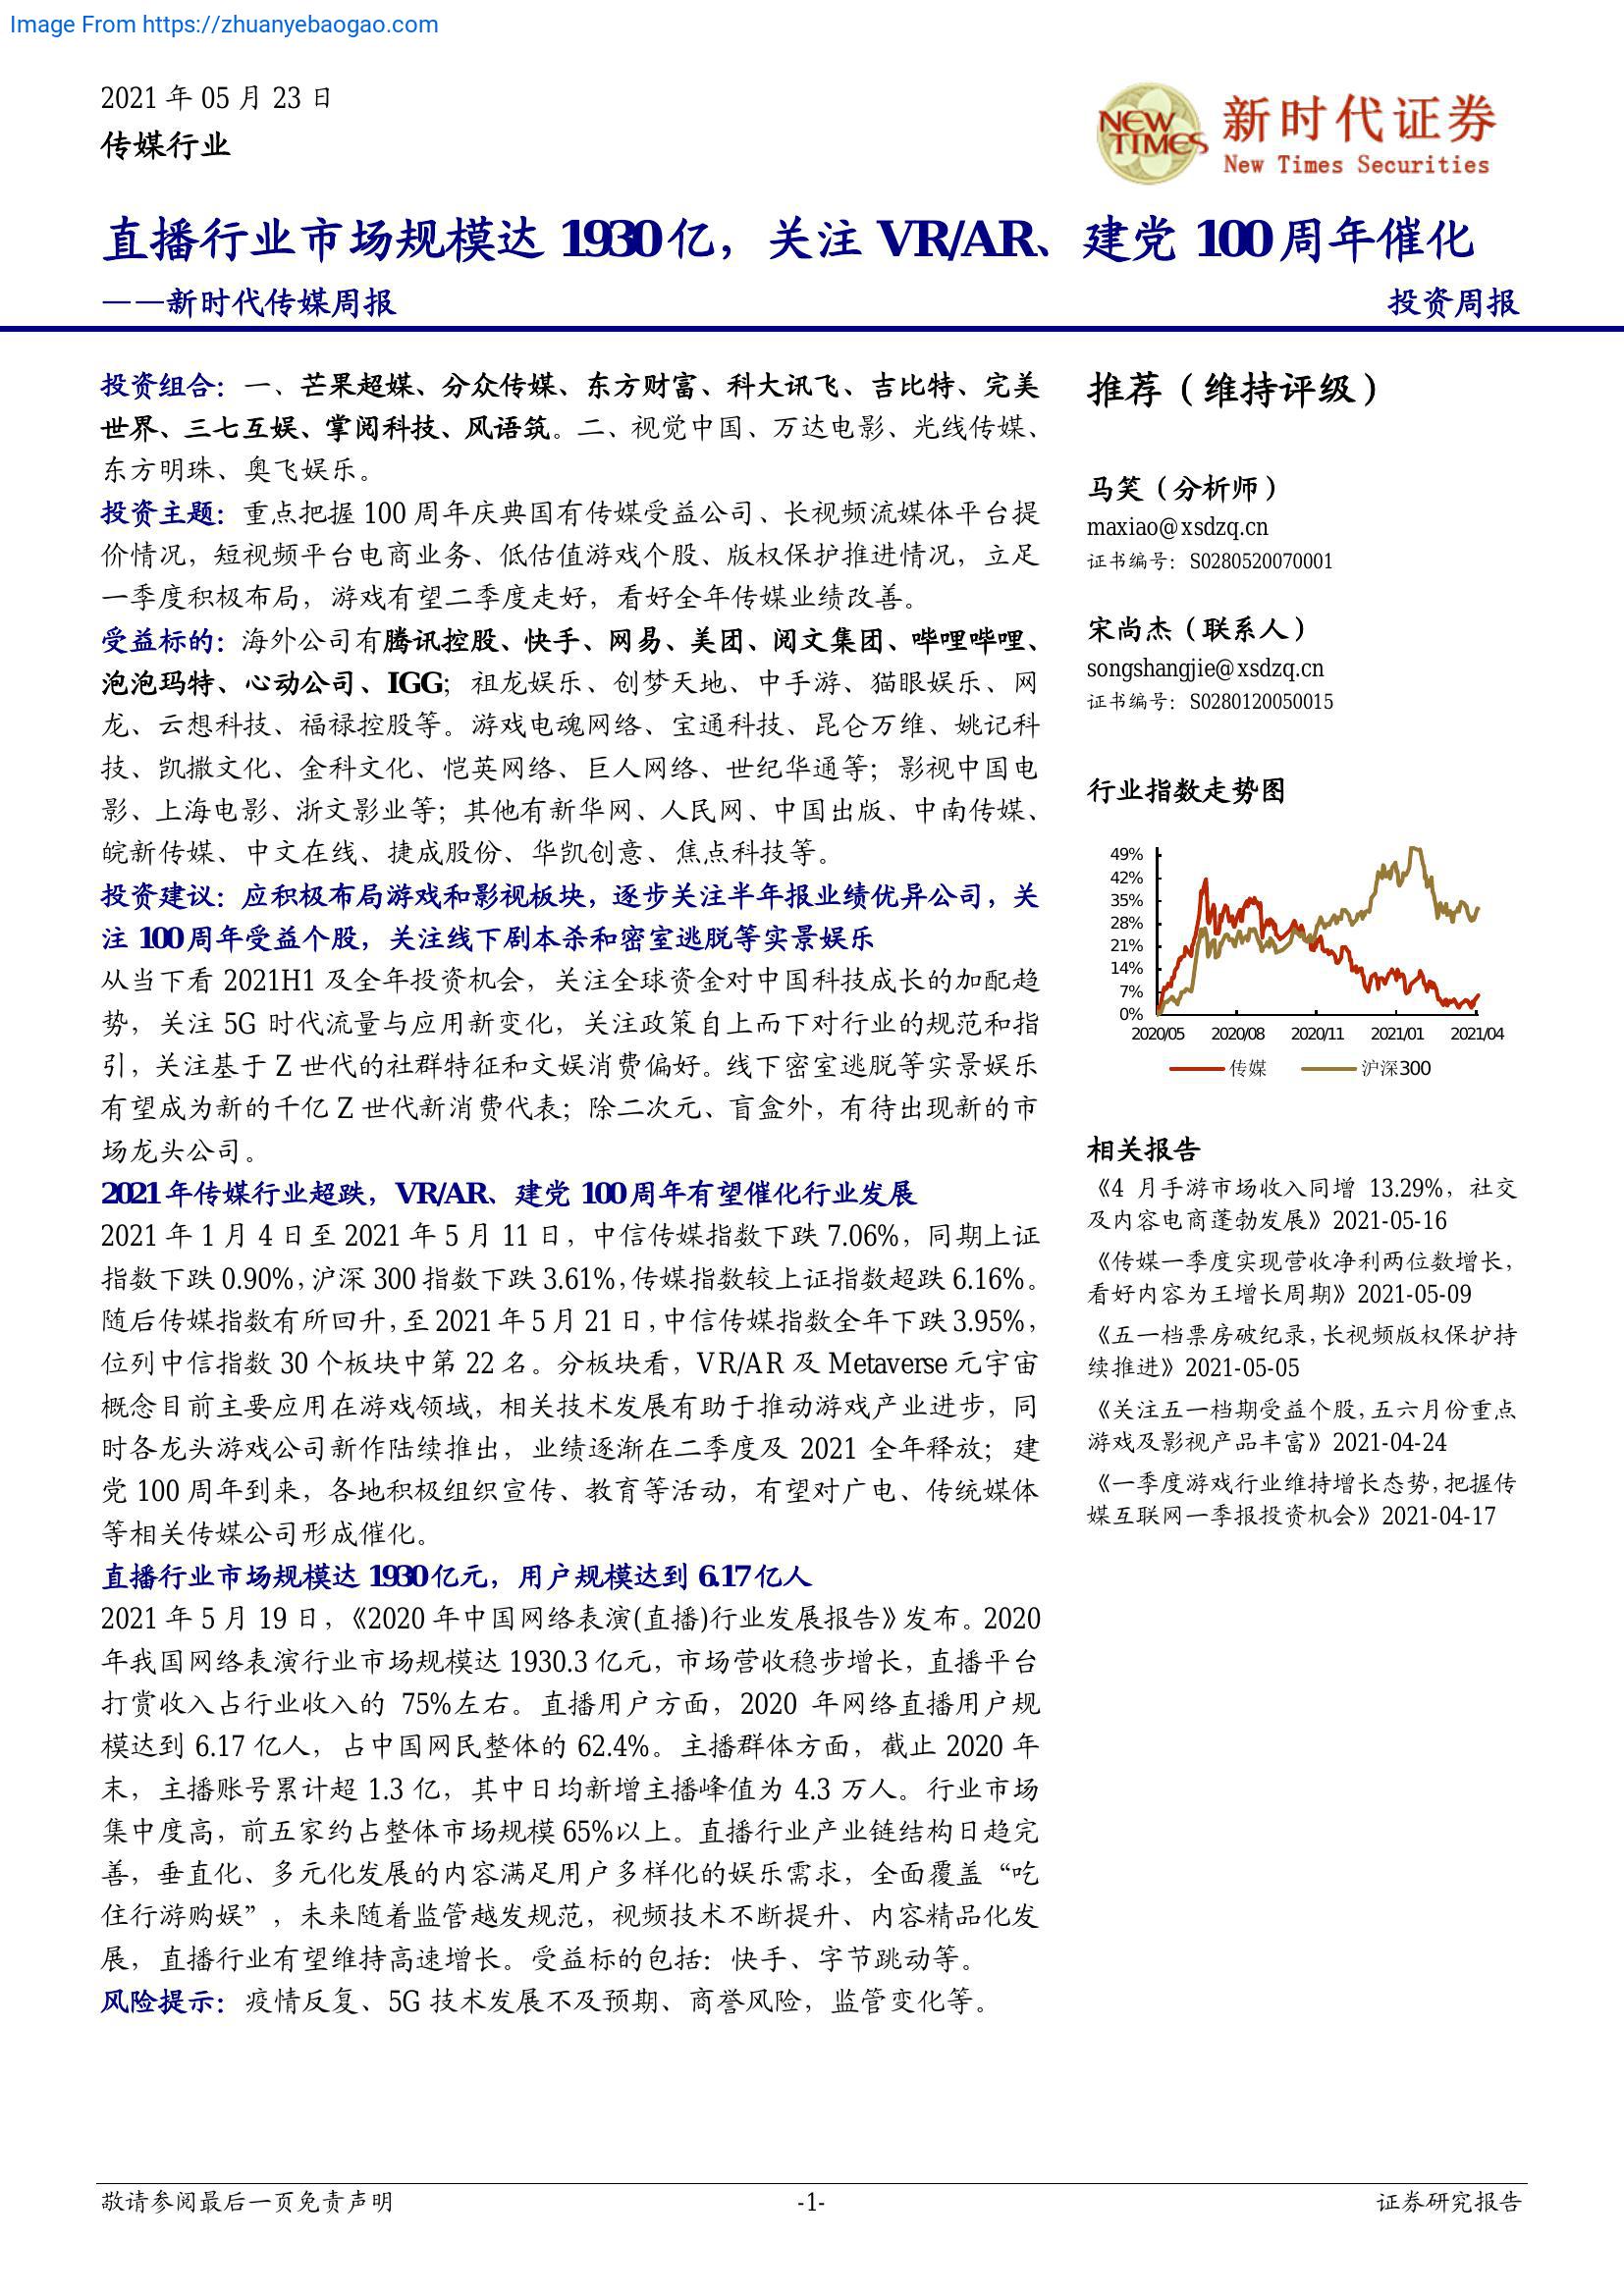 Image From https://zhuanyebaogao.com
2021 年 05 月 23 日
传媒行业
NEW TIMES
新时代证券
New Times Securities
直播行业市场规模达 1930 亿，关注 VR/AR、建党 100 周年催化
——新时代传媒周报
投资周报
投资组合：一、芒果超媒、分众传媒、东方财富、科大讯飞、吉比特、完美
世界、三七互娱、掌阅科技、风语筑。二、视觉中国、万达电影、光线传媒、
东方明珠、奥飞娱乐。
投资主题：重点把握 100 周年庆典国有传媒受益公司、长视频流媒体平台提
价情况，短视频平台电商业务、低估值游戏个股、版权保护推进情况，立足
一季度积极布局，游戏有望二季度走好，看好全年传媒业绩改善。
受益标的：海外公司有腾讯控股、快手、网易、美团、阅文集团、哔哩哔哩、
泡泡玛特、心动公司、IGG；祖龙娱乐、创梦天地、中手游、猫眼娱乐、网
龙、云想科技、福禄控股等。游戏电魂网络、宝通科技、昆仑万维、姚记科
技、凯撒文化、金科文化、恺英网络、巨人网络、世纪华通等；影视中国电
影、上海电影、浙文影业等；其他有新华网、人民网、中国出版、中南传媒、
皖新传媒、中文在线、捷成股份、华凯创意、焦点科技等。
投资建议：应积极布局游戏和影视板块，逐步关注半年报业绩优异公司，关
注 100 周年受益个股，关注线下剧本杀和密室逃脱等实景娱乐
从当下看 2021H1 及全年投资机会，关注全球资金对中国科技成长的加配趋
势，关注 5G 时代流量与应用新变化，关注政策自上而下对行业的规范和指
引，关注基于 Z 世代的社群特征和文娱消费偏好。线下密室逃脱等实景娱乐
有望成为新的千亿 Z 世代新消费代表；除二次元、盲盒外，有待出现新的市
场龙头公司。
2021 年传媒行业超跌，VR/AR、建党 100 周年有望催化行业发展
2021 年 1 月 4 日至 2021 年 5 月 11 日，中信传媒指数下跌 7.06%，同期上证
指数下跌 0.90%，沪深 300 指数下跌 3.61%，传媒指数较上证指数超跌 6.16%。
随后传媒指数有所回升，至 2021 年 5 月 21 日，中信传媒指数全年下跌 3.95%，
位列中信指数 30 个板块中第 22 名。分板块看，VR/AR 及 Metaverse 元宇宙
概念目前主要应用在游戏领域，相关技术发展有助于推动游戏产业进步，同
时各龙头游戏公司新作陆续推出，业绩逐渐在二季度及 2021 全年释放；建
党 100 周年到来，各地积极组织宣传、教育等活动，有望对广电、传统媒体
等相关传媒公司形成催化。
直播行业市场规模达 1930 亿元，用户规模达到 6.17 亿人
2021 年 5 月 19 日，《2020 年中国网络表演(直播)行业发展报告》发布。2020
年我国网络表演行业市场规模达 1930.3 亿元，市场营收稳步增长，直播平台
打赏收入占行业收入的 75%左右。直播用户方面，2020 年网络直播用户规
模达到 6.17 亿人，占中国网民整体的 62.4%。主播群体方面，截止 2020 年
末，主播账号累计超 1.3 亿，其中日均新增主播峰值为 4.3 万人。行业市场
集中度高，前五家约占整体市场规模 65%以上。直播行业产业链结构日趋完
善，垂直化、多元化发展的内容满足用户多样化的娱乐需求，全面覆盖“吃
住行游购娱”，未来随着监管越发规范，视频技术不断提升、内容精品化发
展，直播行业有望维持高速增长。受益标的包括：快手、字节跳动等。
风险提示：疫情反复、5G 技术发展不及预期、商誉风险，监管变化等。
推荐（维持评级）
马笑（分析师）
maxiao@xsdzq.cn
证书编号：S0280520070001
宋尚杰（联系人）
songshangjie@xsdzq.cn
证书编号：S0280120050015
行业指数走势图
49%
42%
35%
28%
21%
14%
7%
0%
2020/05 2020/08 2020/11 2021/01 2021/04
传媒 沪深300
相关报告
《4 月手游市场收入同增 13.29%，社交
及内容电商蓬勃发展》2021-05-16
《传媒一季度实现营收净利两位数增长，
看好内容为王增长周期》2021-05-09
《五一档票房破纪录，长视频版权保护持
续推进》2021-05-05
《关注五一档期受益个股，五六月份重点
游戏及影视产品丰富》2021-04-24
《一季度游戏行业维持增长态势，把握传
媒互联网一季报投资机会》2021-04-17
敬请参阅最后一页免责声明
-1-
证券研究报告